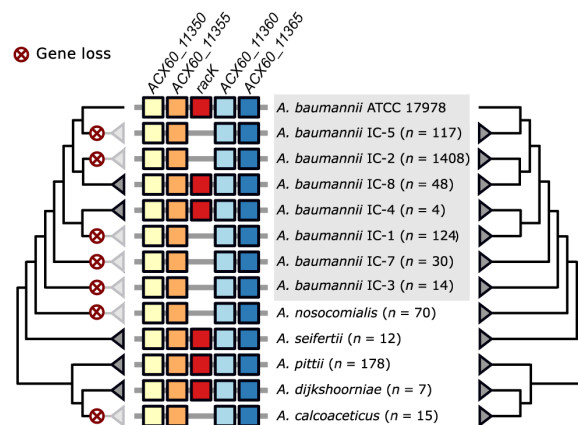 ACX60_11350
ACX60_11355
racK
ACX60_11360
ACX60_11365
Gene loss
A. baumannii ATCC 17978
A. baumannii IC-5 (n = 117)
A. baumannii IC-2 (n = 1408)
A. baumannii IC-8 (n = 48)
A. baumannii IC-4 (n = 4)
A. baumannii IC-1 (n = 124)
A. baumannii IC-7 (n = 30)
A. baumannii IC-3 (n = 14)
A. nosocomialis (n = 70)
A. seifertii (n = 12)
A. pittii (n = 178)
A. dijkshoorniae (n = 7)
A. calcoaceticus (n = 15)